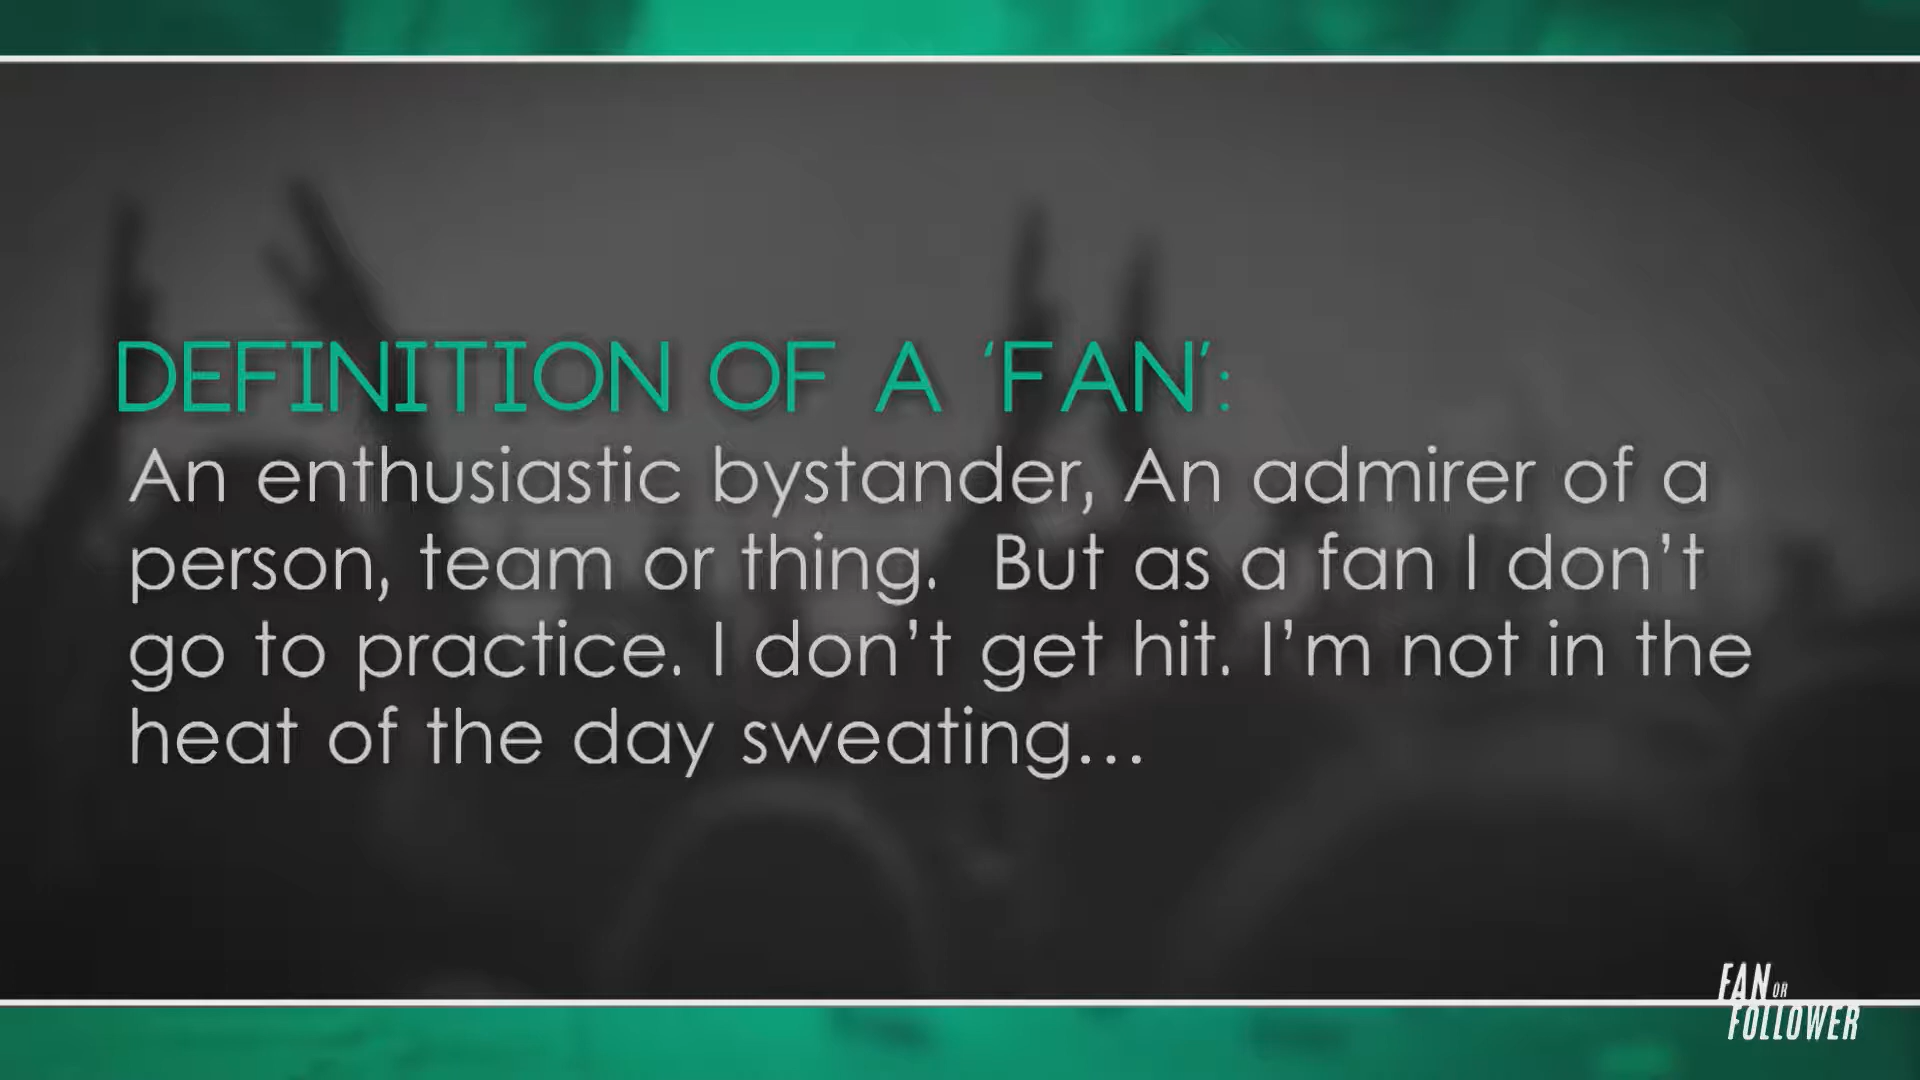 DEFINITION OF A ‘FAN’:
An enthusiastic bystander, An admirer of a
person, team or thing.  But as a fan I don’t
go to practice. I don’t get hit. I’m not in the
heat of the day sweating…
FAN OR
FOLLOWER